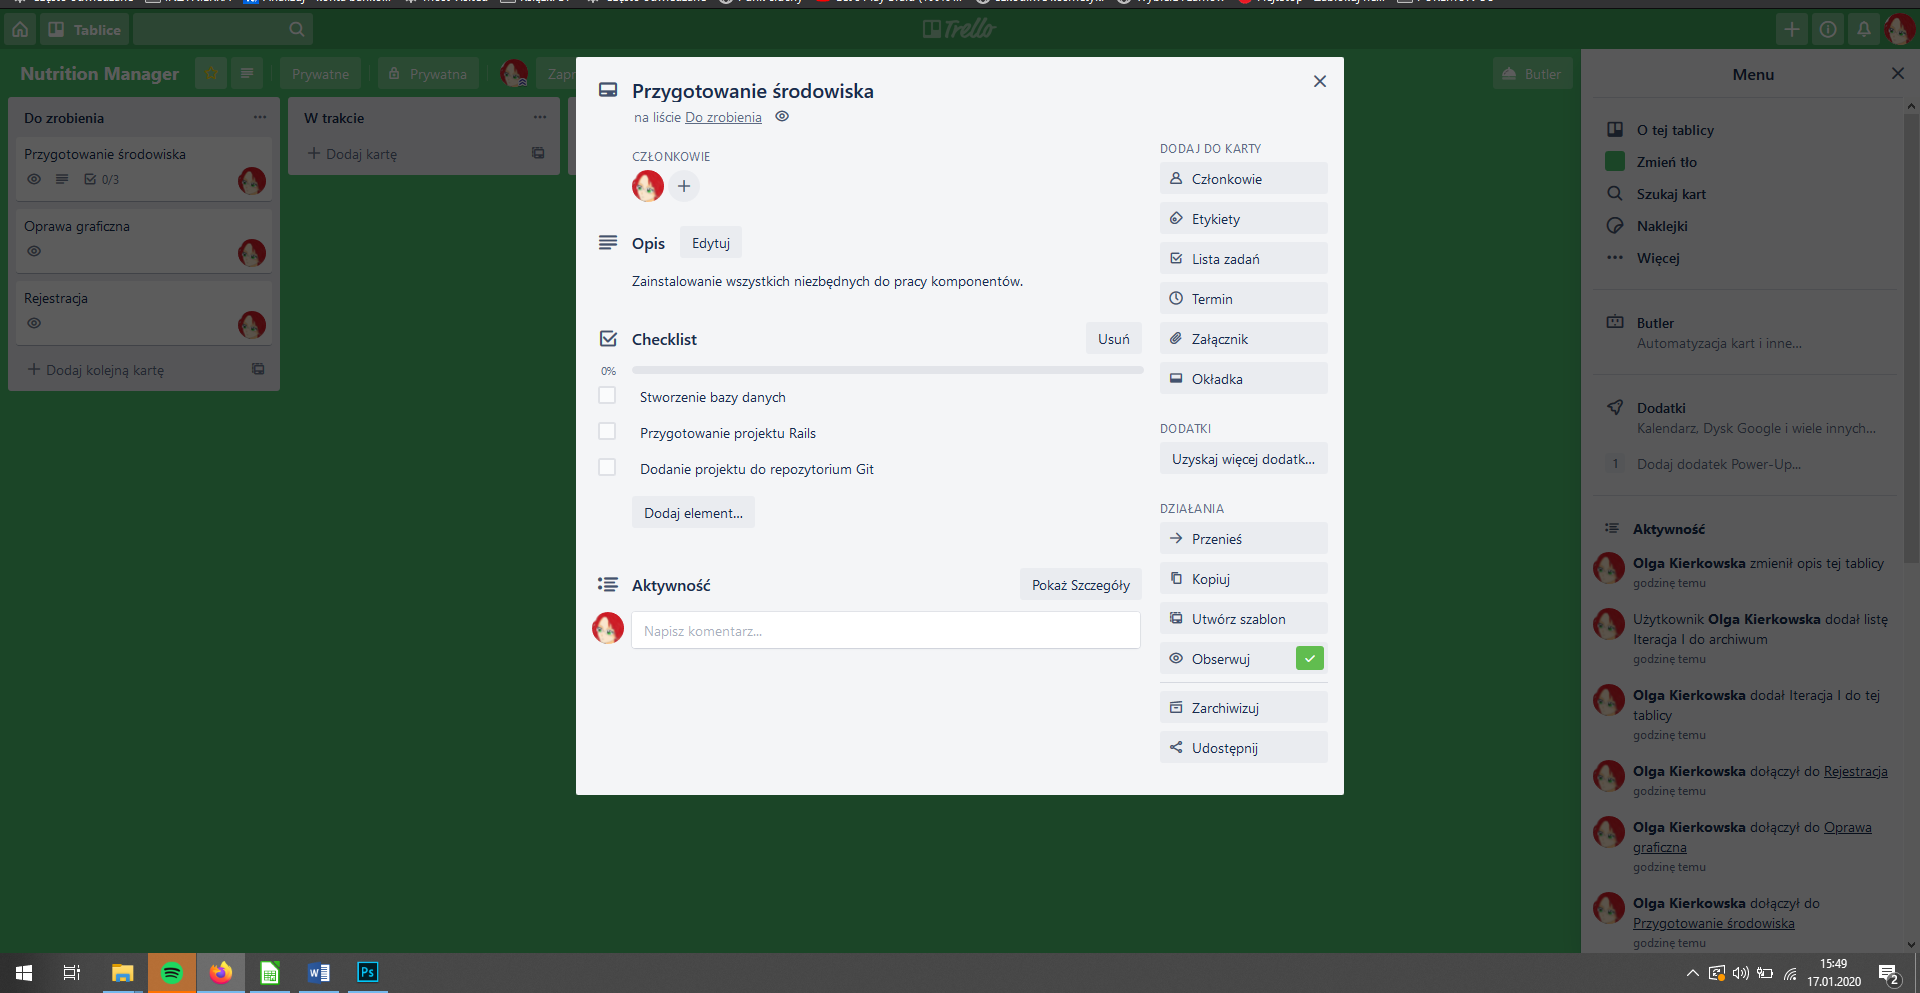 Tablice
Trello
Nutrition Manager
Prywatne
Prywatna
Butler
Do zrobienia
Przygotowanie środowiska
0/3
Oprawa graficzna
Rejestracja
Dodaj kolejną kartę
W trakcie
Dodaj kartę
Przygotowanie środowiska
na liście Do zrobienia
CZŁONKOWIE
Opis
Edytuj
Zainstalowanie wszystkich niezbędnych do pracy komponentów.
Checklist
Usuń
0%
Stworzenie bazy danych
Przygotowanie projektu Rails
Dodanie projektu do repozytorium Git
Dodaj element...
Aktywność
Pokaż Szczegóły
Napisz komentarz...
DODAJ DO KARTY
Członkowie
Etykiety
Lista zadań
Termin
Załącznik
Okładka
DODATKI
Uzyskaj więcej dodatk...
DZIAŁANIA
Przenieś
Kopiuj
Utwórz szablon
Obserwuj
Zarchiwizuj
Udostępnij
Menu
O tej tablicy
Zmień tło
Szukaj kart
Naklejki
Więcej
Butler
Automatyzacja kart i inne...
Dodatki
Kalendarz, Dysk Google i wiele innych...
1 Dodaj dodatek Power-Up...
Aktywność
Olga Kierkowska zmienił opis tej tablicy
godzinę temu
Użytkownik Olga Kierkowska dodał listę
Iteracja I do archiwum
godzinę temu
Olga Kierkowska dodał Iteracja I do tej
tablicy
godzinę temu
Olga Kierkowska dołączył do Rejestracja
godzinę temu
Olga Kierkowska dołączył do Oprawa
graficzna
godzinę temu
Olga Kierkowska dołączył do
Przygotowanie środowiska
godzinę temu
Ps
15:49
17.01.2020
2